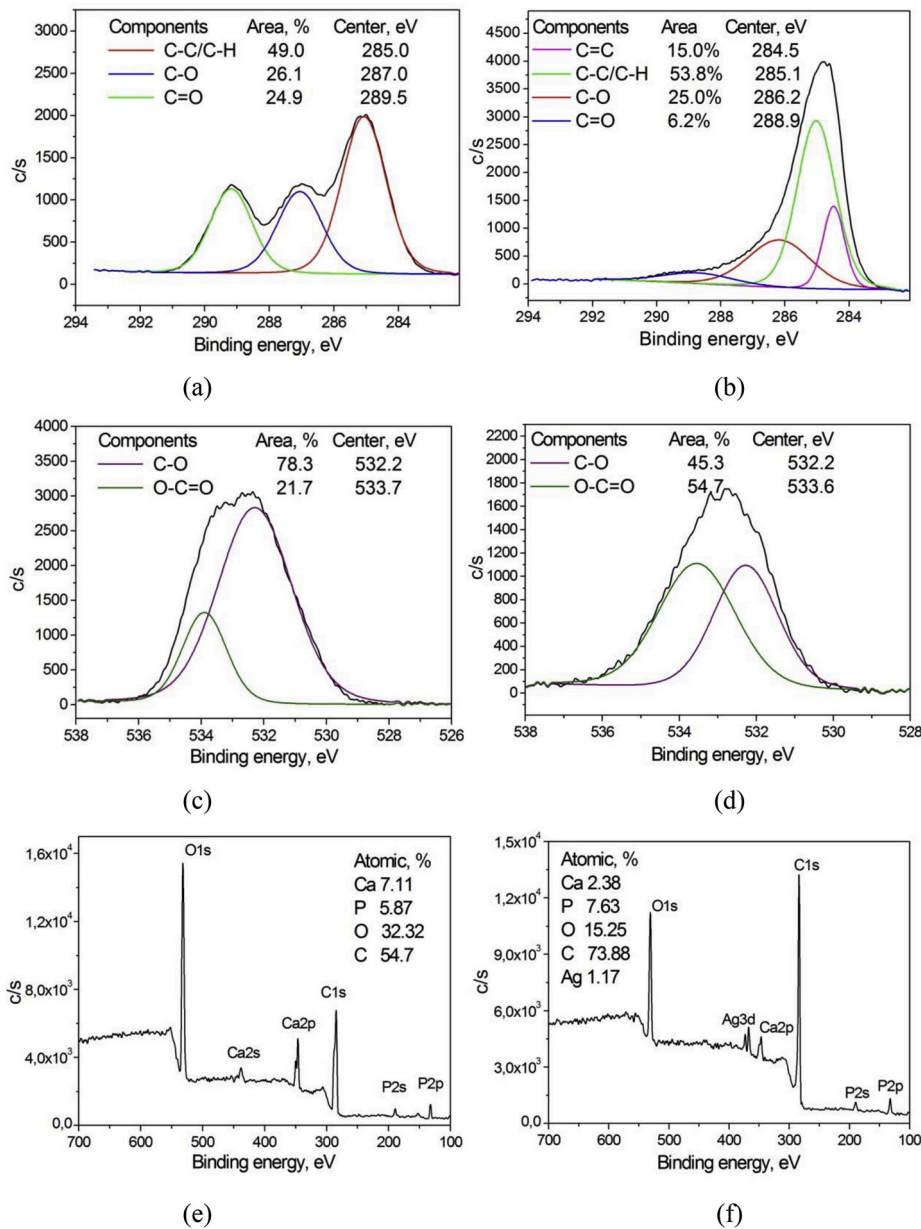 Components Area, % Center, eV
C-C/C-H 49.0 285.0
C-O 26.1 287.0
C=O 24.9 289.5
3000
2500
2000
1500
1000
500
0
c/s
294 292 290 288 286 284
Binding energy, eV
(a)
Components Area Center, eV
C=C 15.0% 284.5
C-C/C-H 53.8% 285.1
C-O 25.0% 286.2
C=O 6.2% 288.9
4500
4000
3500
3000
2500
2000
1500
1000
500
0
c/s
294 292 290 288 286 284
Binding energy, eV
(b)
Components Area, % Center, eV
C-O 78.3 532.2
O-C=O 21.7 533.7
4000
3500
3000
2500
2000
1500
1000
500
0
c/s
538 536 534 532 530 528 526
Binding energy, eV
(c)
Components Area, % Center, eV
C-O 45.3 532.2
O-C=O 54.7 533.6
2200
2000
1800
1600
1400
1200
1000
800
600
400
200
0
c/s
538 536 534 532 530 528
Binding energy, eV
(d)
1,6x10⁴
1,2x10⁴
8,0x10³
4,0x10³
0,0
c/s
O1s
Ca2s
Ca2p
C1s
P2s
P2p
Atomic, %
Ca 7.11
P 5.87
O 32.32
C 54.7
700 600 500 400 300 200 100
Binding energy, eV
(e)
1,5x10⁴
1,3x10⁴
1,0x10⁴
7,5x10³
5,0x10³
2,5x10³
0,0
c/s
Atomic, %
Ca 2.38
P 7.63
O 15.25
C 73.88
Ag 1.17
O1s
Ag3d
Ca2p
C1s
P2s
P2p
700 600 500 400 300 200 100
Binding energy, eV
(f)